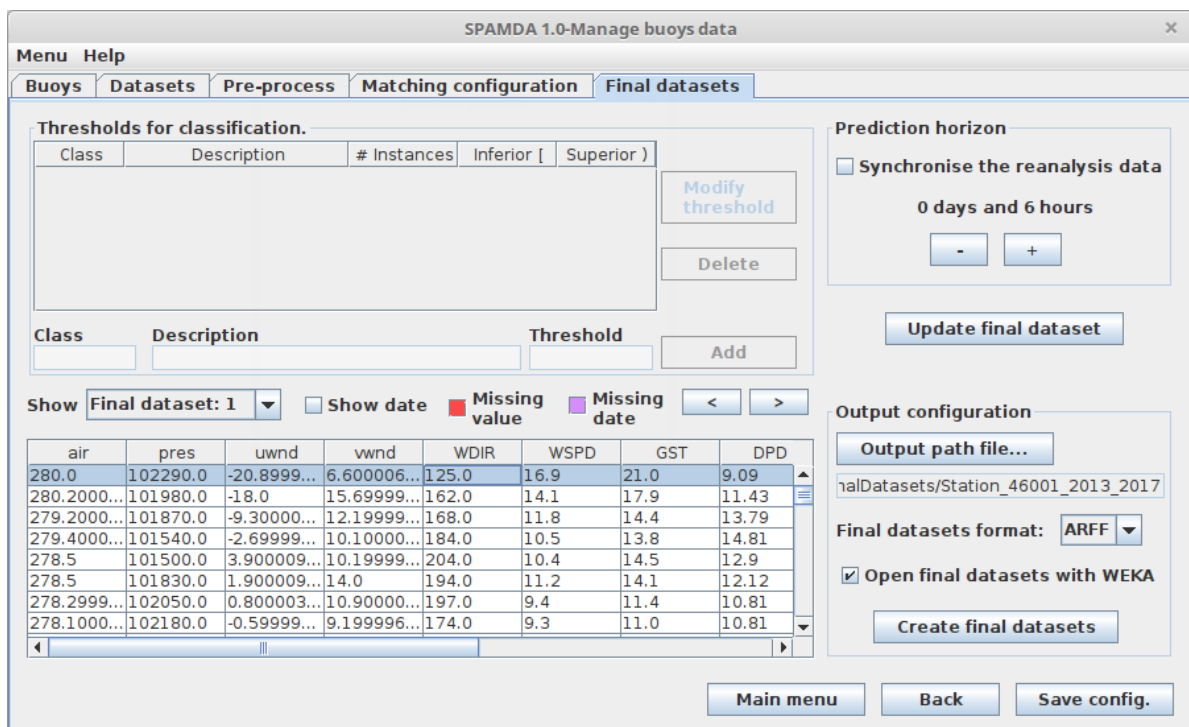 SPAMDA 1.0-Manage buoys data
Menu Help
Buoys Datasets Pre-process Matching configuration Final datasets
Thresholds for classification.
Class Description # Instances Inferior [ Superior )
Modify
threshold
Delete
Class Description Threshold
Add
Prediction horizon
Synchronise the reanalysis data
0 days and 6 hours
- +
Update final dataset
Show Final dataset: 1 Show date Missing value Missing date < >
air pres uwnd vwnd WDIR WSPD GST DPD
280.0 102290.0 -20.8999... 6.600006... 125.0 16.9 21.0 9.09
280.2000... 101980.0 -18.0 15.69999... 162.0 14.1 17.9 11.43
279.2000... 101870.0 -9.30000... 12.19999... 168.0 11.8 14.4 13.79
279.4000... 101540.0 -2.69999... 10.10000... 184.0 10.5 13.8 14.81
278.5 101500.0 3.900009... 10.19999... 204.0 10.4 14.5 12.9
278.5 101830.0 1.900009... 14.0 194.0 11.2 14.1 12.12
278.2999... 102050.0 0.800003... 10.90000... 197.0 9.4 11.4 10.81
278.1000... 102180.0 -0.59999... 9.199996... 174.0 9.3 11.0 10.81
Output configuration
Output path file...
nalDatasets/Station_46001_2013_2017
Final datasets format: ARFF
Open final datasets with WEKA
Create final datasets
Main menu Back Save config.